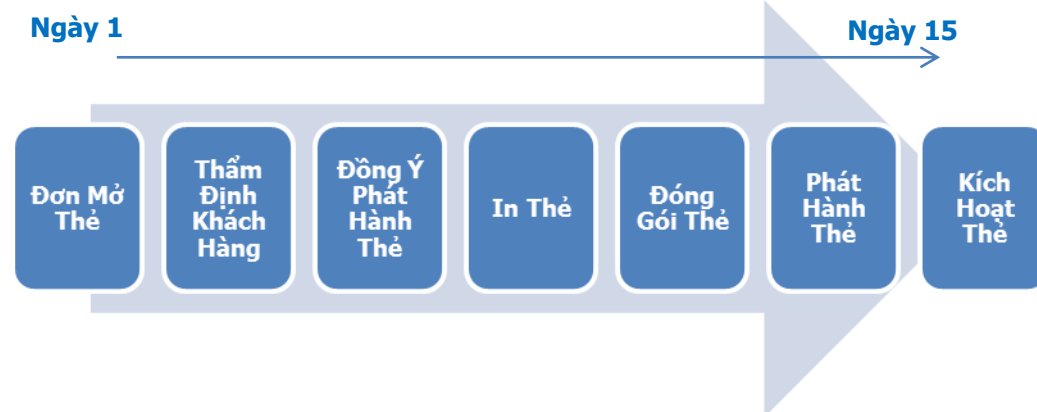 Ngày 1
Ngày 15
Đơn Mở
Thẻ
Thẩm
Định
Khách
Hàng
Đồng Ý
Phát
Hành
Thẻ
In Thẻ
Đóng
Gói Thẻ
Phát
Hành
Thẻ
Kích
Hoạt
Thẻ